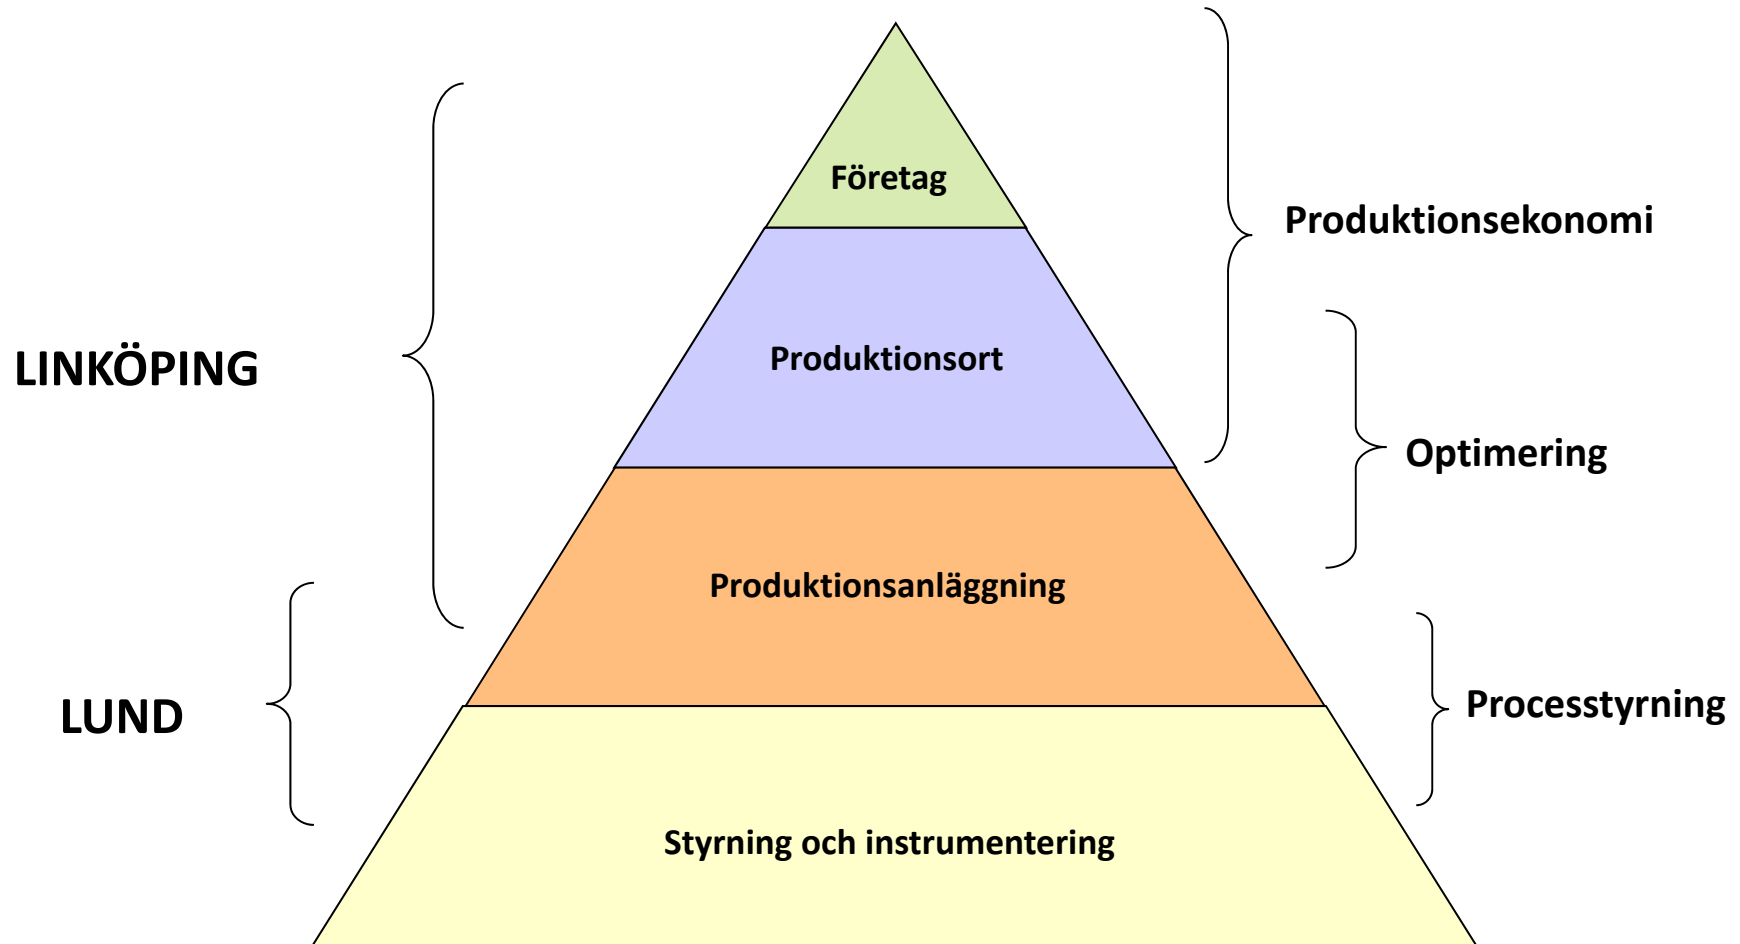 Företag
Produktionsekonomi
Produktionsort
LINKÖPING
Optimering
Produktionsanläggning
LUND
Processtyrning
Styrning och instrumentering